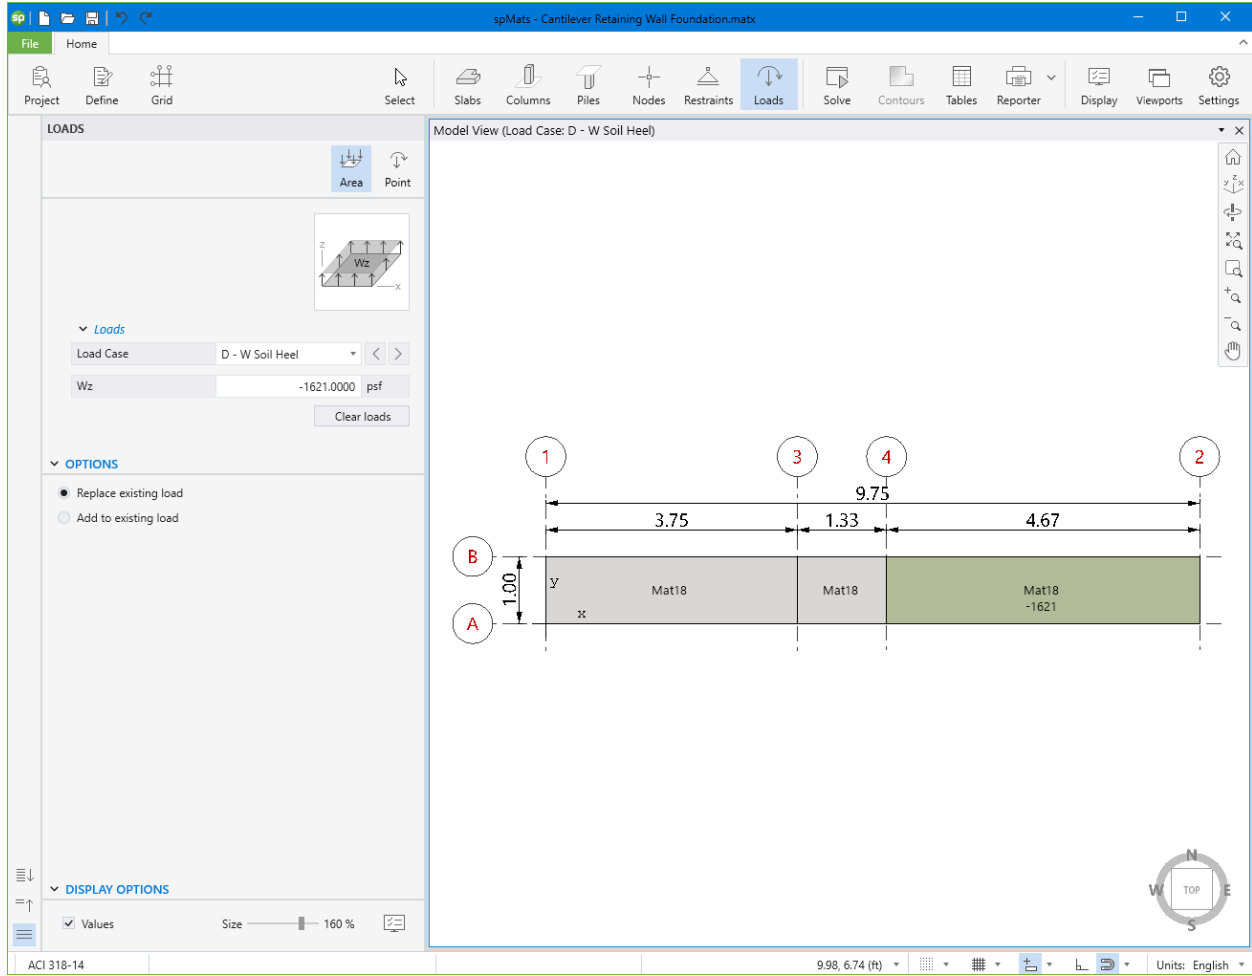 sp
spMats - Cantilever Retaining Wall Foundation.matx
File
Home
Project
Define
Grid
Select
Slabs
Columns
Piles
Nodes
Restraints
Loads
Solve
Contours
Tables
Reporter
Display
Viewports
Settings
LOADS
Area
Point
z
Wz
x
Loads
Load Case
D - W Soil Heel
Wz
-1621.0000
psf
Clear loads
OPTIONS
Replace existing load
Add to existing load
DISPLAY OPTIONS
Values
Size
160 %
Model View (Load Case: D - W Soil Heel)
y z x
1
3
4
2
9.75
3.75
1.33
4.67
B
A
1.00
y
x
Mat18
Mat18
Mat18
-1621
N
W
TOP
E
S
ACI 318-14
9.98, 6.74 (ft)
Units: English